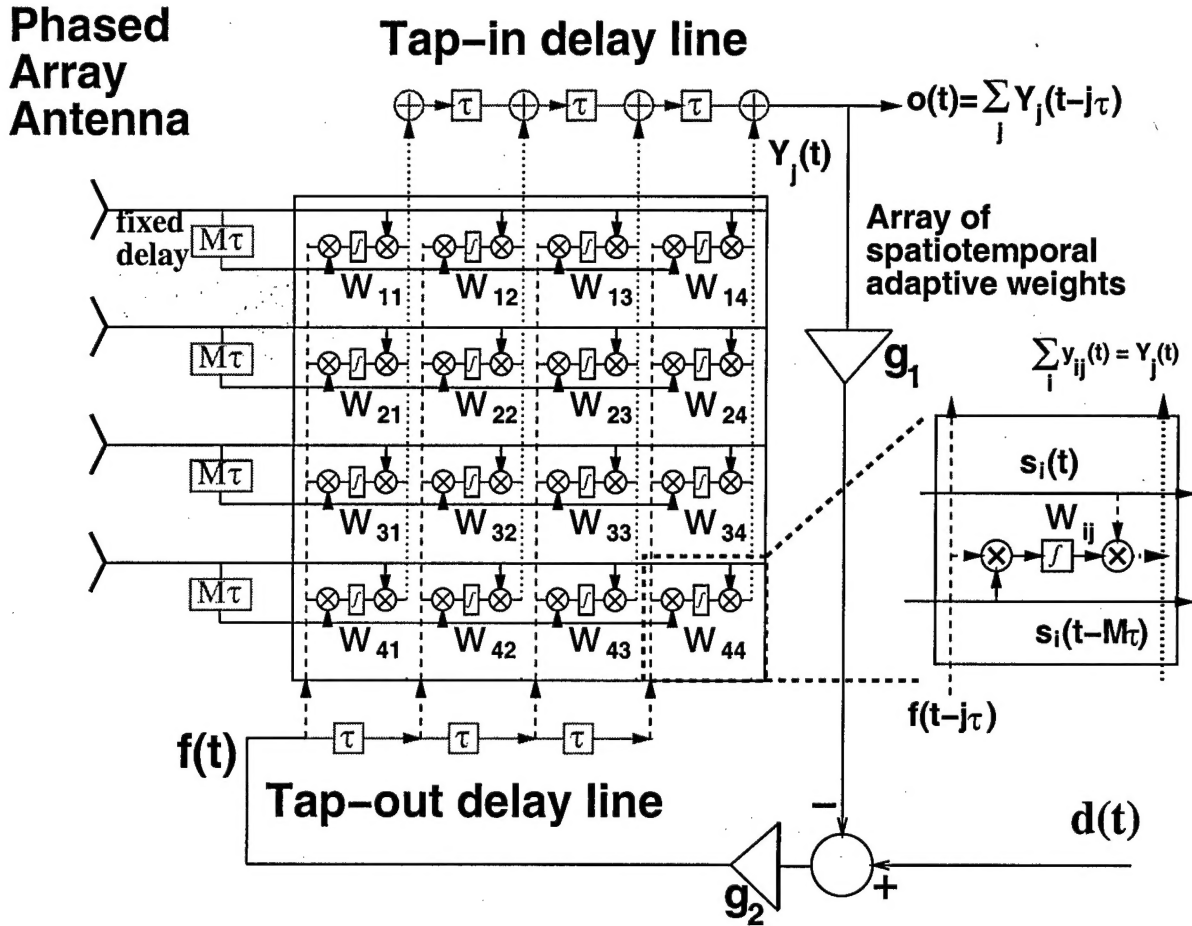 Phased
Array
Antenna
Tap-in delay line
τ τ τ
o(t)=∑Y_j(t-jτ)
j
Y_j(t)
fixed
delay
Mτ
∫ ∫ ∫ ∫
W_11 W_12 W_13 W_14
Array of
spatiotemporal
adaptive weights
Mτ
∫ ∫ ∫ ∫
W_21 W_22 W_23 W_24
g_1
∑y_ij(t) = Y_j(t)
i
Mτ
∫ ∫ ∫ ∫
W_31 W_32 W_33 W_34
s_i(t)
W_ij
∫
s_i(t-Mτ)
f(t-jτ)
Mτ
∫ ∫ ∫ ∫
W_41 W_42 W_43 W_44
f(t)
τ τ τ
Tap-out delay line
-
d(t)
+
g_2